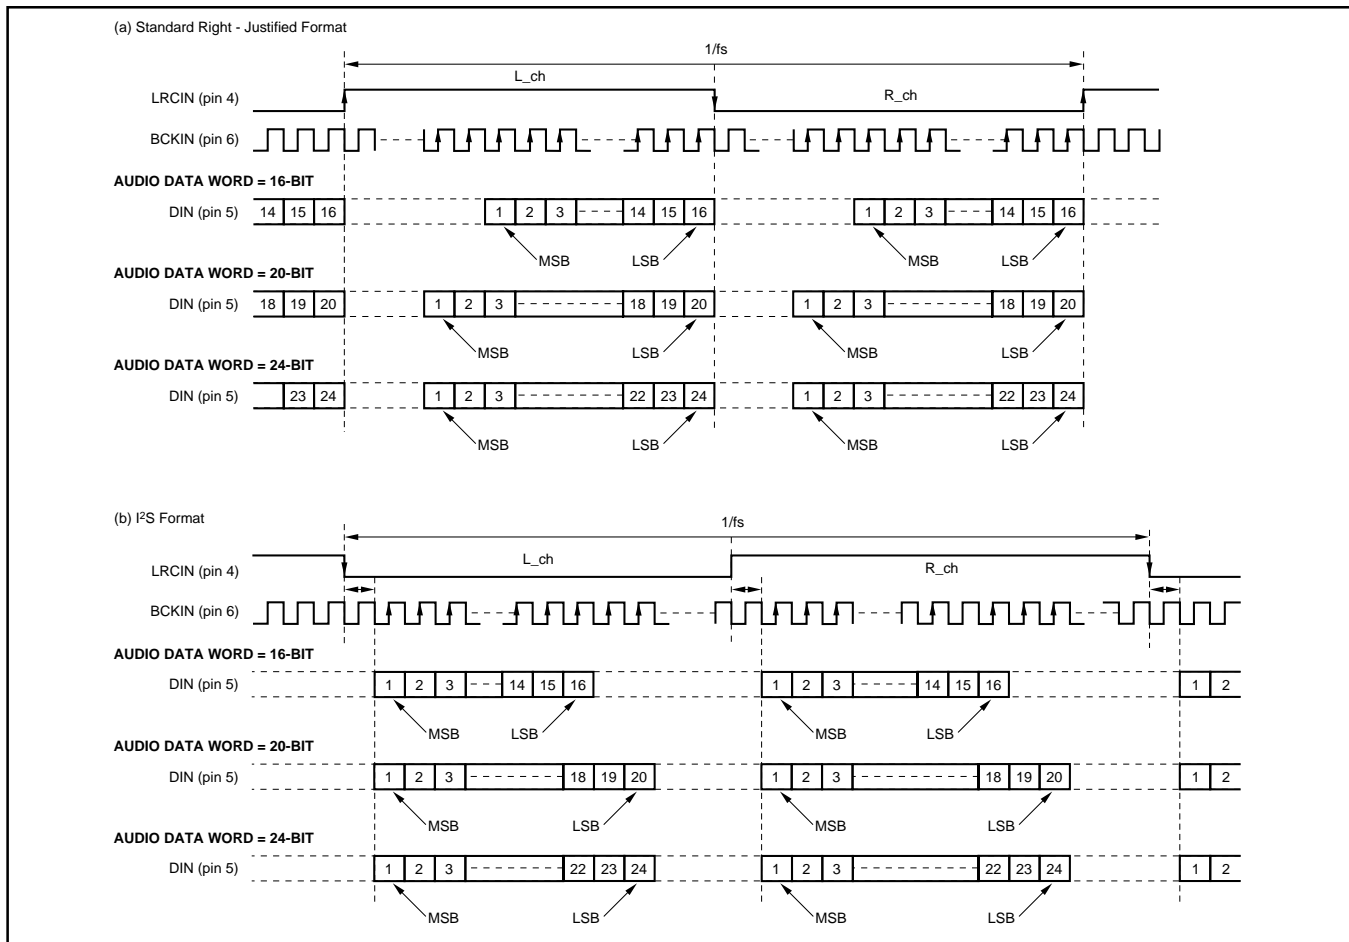 (a) Standard Right - Justified Format
1/fs
L_ch
LRCIN (pin 4)
R_ch
BCKIN (pin 6)
AUDIO DATA WORD = 16-BIT
DIN (pin 5) 14 15 16 1 2 3 14 15 16 1 2 3 14 15 16
MSB LSB MSB LSB
AUDIO DATA WORD = 20-BIT
DIN (pin 5) 18 19 20 1 2 3 18 19 20 1 2 3 18 19 20
MSB LSB MSB LSB
AUDIO DATA WORD = 24-BIT
DIN (pin 5) 23 24 1 2 3 22 23 24 1 2 3 22 23 24
MSB LSB MSB LSB
(b) I²S Format
1/fs
L_ch
LRCIN (pin 4)
R_ch
BCKIN (pin 6)
AUDIO DATA WORD = 16-BIT
DIN (pin 5) 1 2 3 14 15 16 1 2 3 14 15 16 1 2
MSB LSB MSB LSB
AUDIO DATA WORD = 20-BIT
DIN (pin 5) 1 2 3 18 19 20 1 2 3 18 19 20 1 2
MSB LSB MSB LSB
AUDIO DATA WORD = 24-BIT
DIN (pin 5) 1 2 3 22 23 24 1 2 3 22 23 24 1 2
MSB LSB MSB LSB